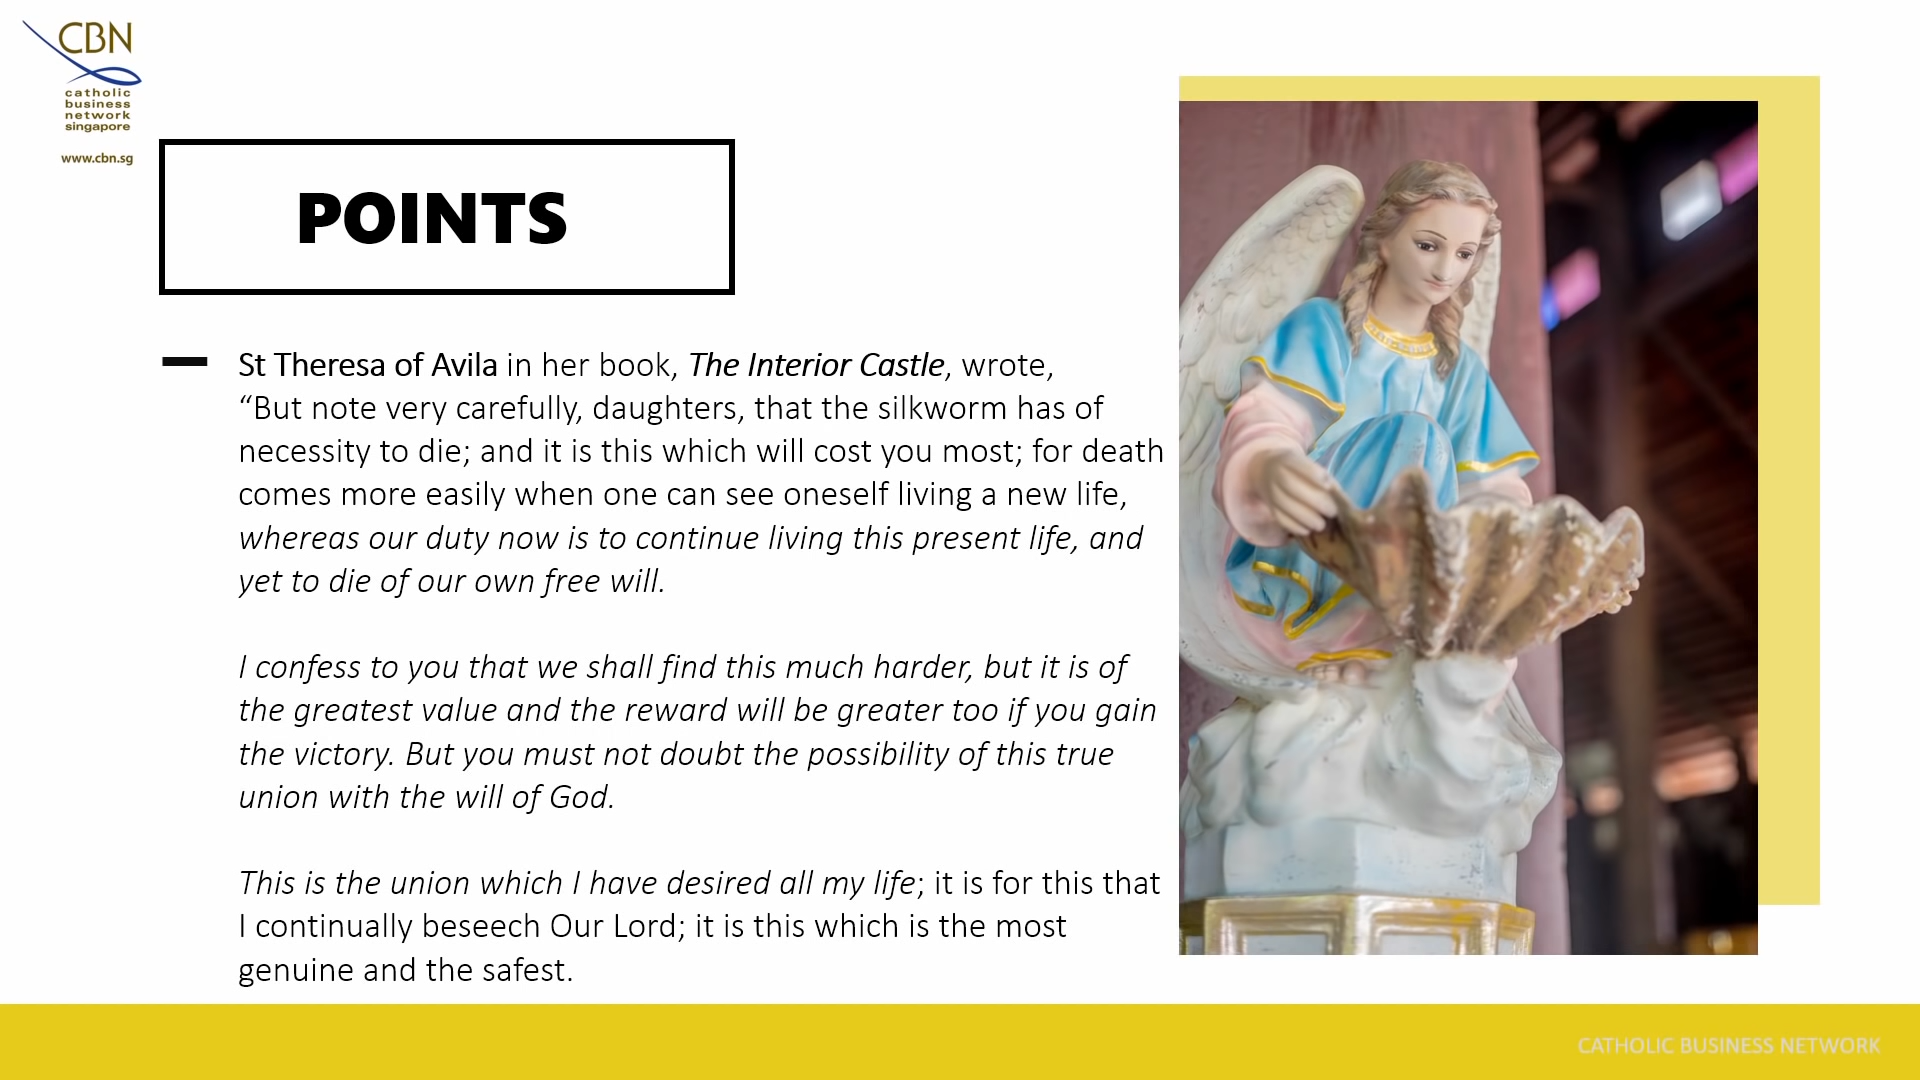 CBN
catholic
business
network
singapore
www.cbn.sg
POINTS
St Theresa of Avila in her book, The Interior Castle, wrote,
“But note very carefully, daughters, that the silkworm has of
necessity to die; and it is this which will cost you most; for death
comes more easily when one can see oneself living a new life,
whereas our duty now is to continue living this present life, and
yet to die of our own free will.
I confess to you that we shall find this much harder, but it is of
the greatest value and the reward will be greater too if you gain
the victory. But you must not doubt the possibility of this true
union with the will of God.
This is the union which I have desired all my life; it is for this that
I continually beseech Our Lord; it is this which is the most
genuine and the safest.
CATHOLIC BUSINESS NETWORK